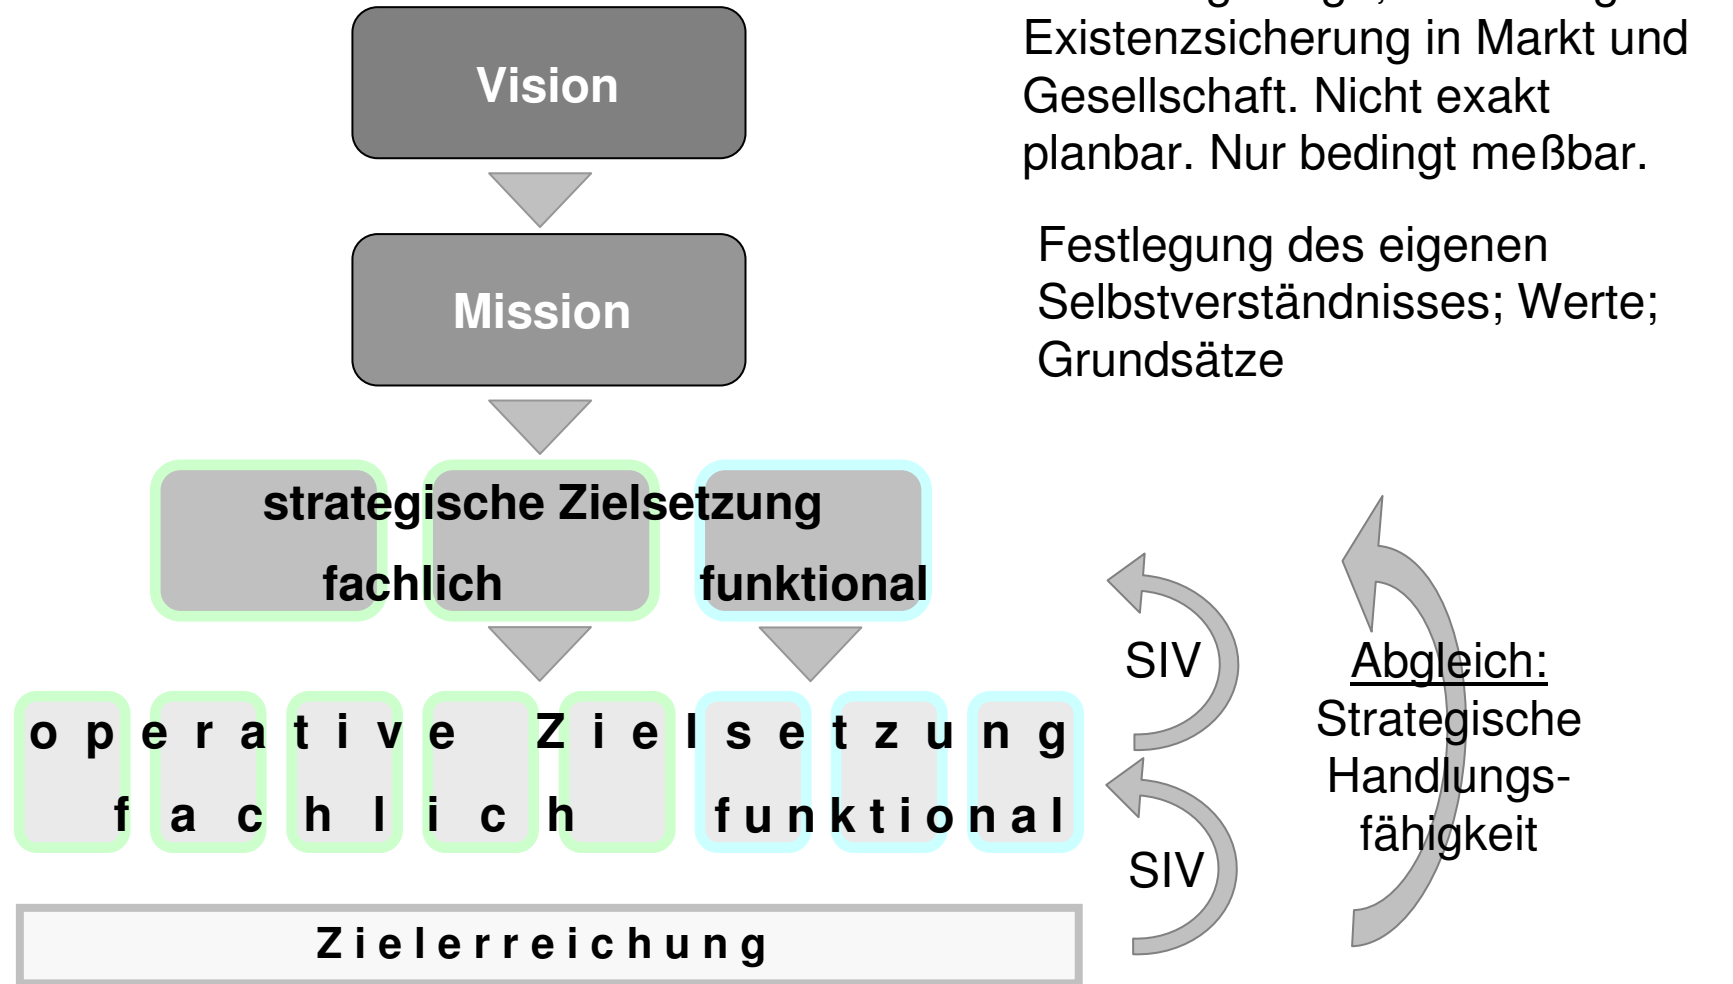 Vision
Existenzsicherung in Markt und
Gesellschaft. Nicht exakt
planbar. Nur bedingt meßbar.
Mission
Festlegung des eigenen
Selbstverständnisses; Werte;
Grundsätze
strategische Zielsetzung
fachlich funktional
operative Zielsetzung
fachlich funktional
Zielerreichung
SIV
SIV
Abgleich:
Strategische
Handlungs-
fähigkeit